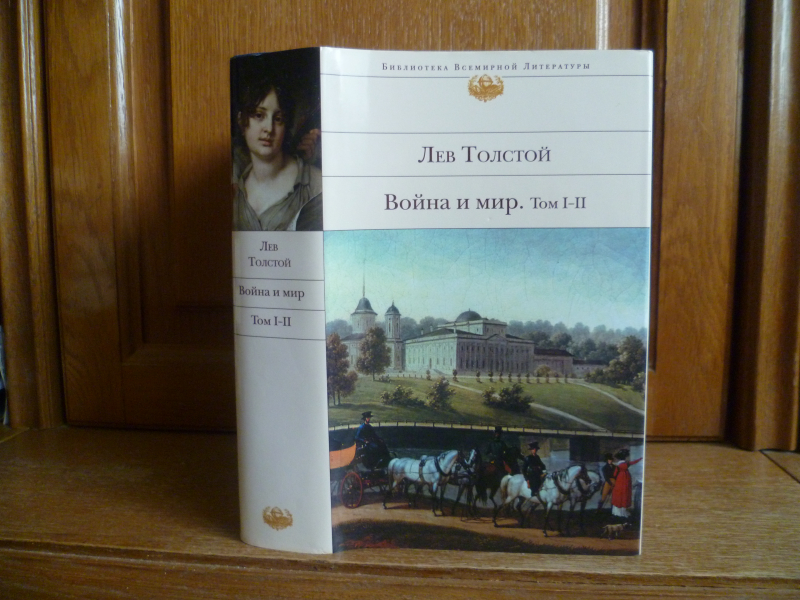 Библиотека Всемирной Литературы
Лев Толстой
Война и мир. Том I–II
Лев
Толстой
Война и мир
Том I–II